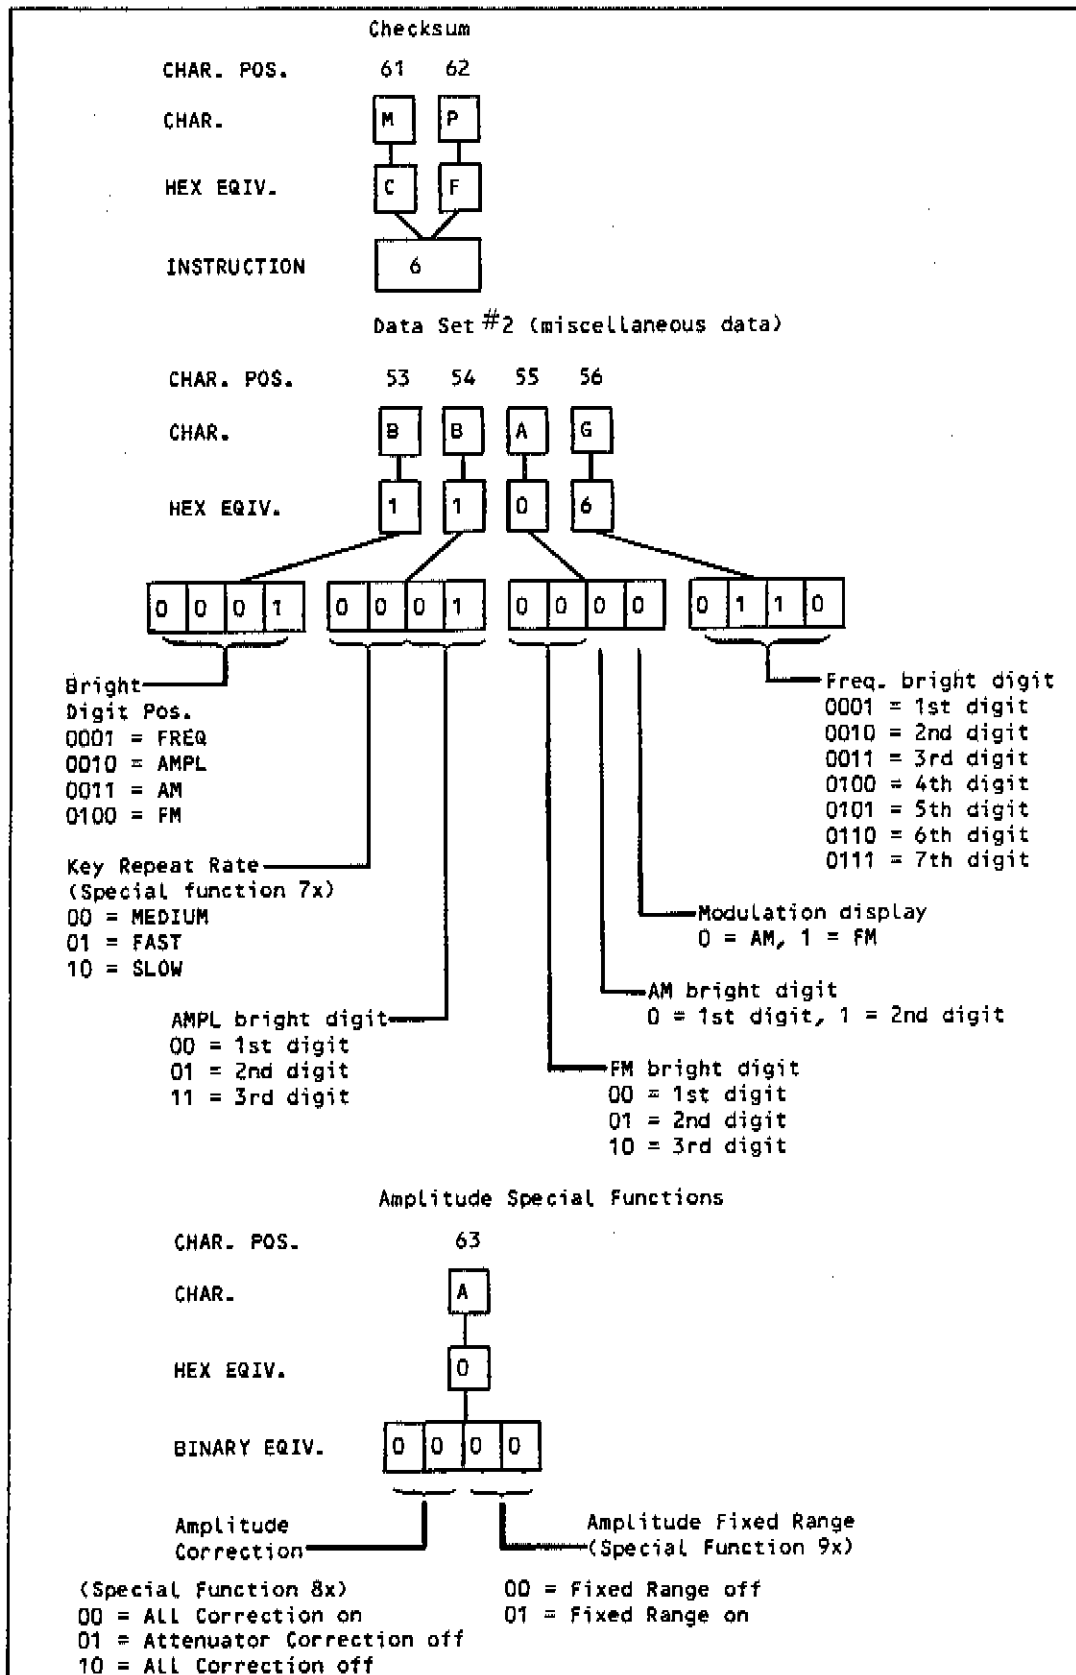 Checksum
CHAR. POS. 61 62
CHAR. M P
HEX EQIV. C F
INSTRUCTION 6
Data Set #2 (miscellaneous data)
CHAR. POS. 53 54 55 56
CHAR. B B A G
HEX EQIV. 1 1 0 6
0 0 0 1 0 0 0 1 0 0 0 0 0 1 1 0
Bright
Digit Pos.
0001 = FREQ
0010 = AMPL
0011 = AM
0100 = FM
Freq. bright digit
0001 = 1st digit
0010 = 2nd digit
0011 = 3rd digit
0100 = 4th digit
0101 = 5th digit
0110 = 6th digit
0111 = 7th digit
Key Repeat Rate
(Special function 7x)
00 = MEDIUM
01 = FAST
10 = SLOW
Modulation display
0 = AM, 1 = FM
AM bright digit
0 = 1st digit, 1 = 2nd digit
AMPL bright digit
00 = 1st digit
01 = 2nd digit
11 = 3rd digit
FM bright digit
00 = 1st digit
01 = 2nd digit
10 = 3rd digit
Amplitude Special Functions
CHAR. POS. 63
CHAR. A
HEX EQIV. 0
BINARY EQIV. 0 0 0 0
Amplitude
Correction
(Special Function 8x)
00 = All Correction on
01 = Attenuator Correction off
10 = All Correction off
Amplitude Fixed Range
(Special Function 9x)
00 = Fixed Range off
01 = Fixed Range on